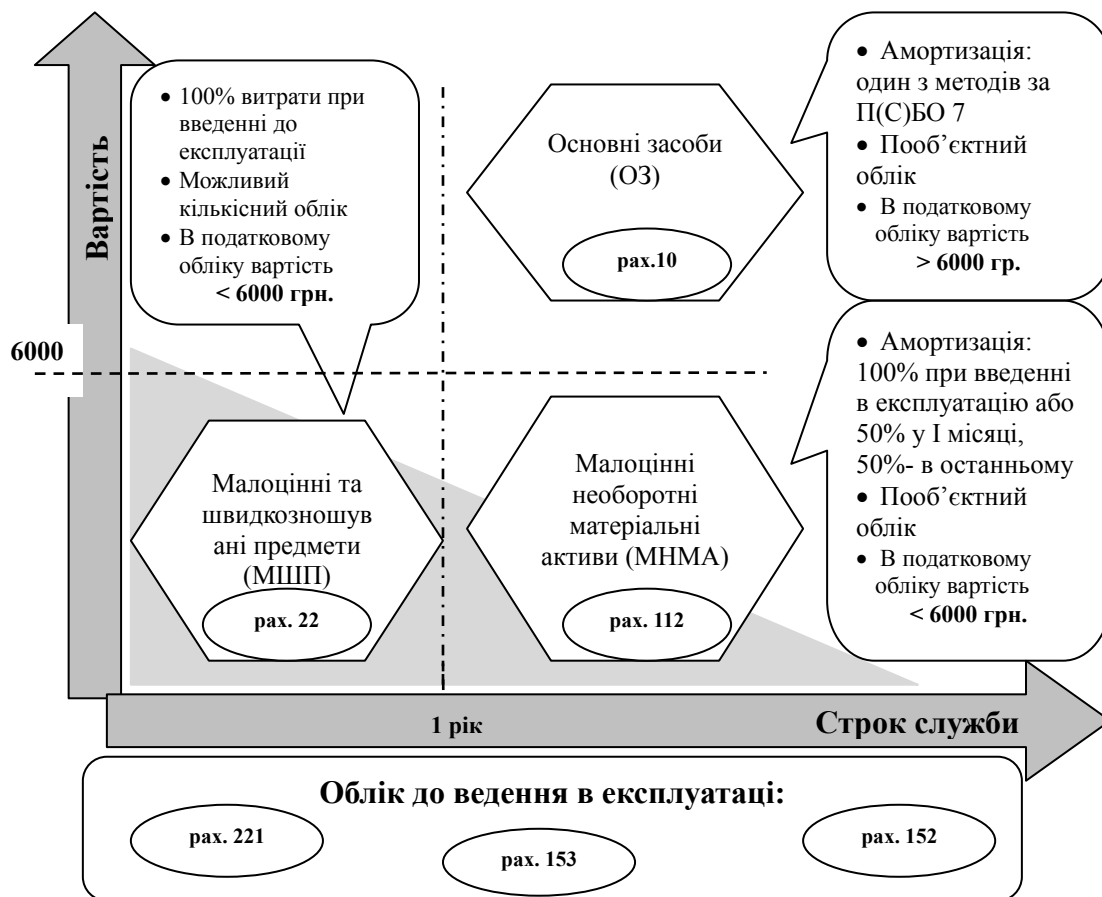 Вартість
6000
• 100% витрати при
введенні до
експлуатації
• Можливий
кількісний облік
• В податковому
обліку вартість
< 6000 грн.
Основні засоби
(ОЗ)
рах.10
• Амортизація:
один з методів за
П(С)БО 7
• Пооб’єктний
облік
• В податковому
обліку вартість
> 6000 гр.
Малоцінні та
швидкозношув
ані предмети
(МШП)
рах. 22
Малоцінні
необоротні
матеріальні
активи (МНМА)
рах. 112
• Амортизація:
100% при введенні
в експлуатацію або
50% у І місяці,
50%- в останньому
• Пооб’єктний
облік
• В податковому
обліку вартість
< 6000 грн.
1 рік
Строк служби
Облік до ведення в експлуатаці:
рах. 221
рах. 153
рах. 152